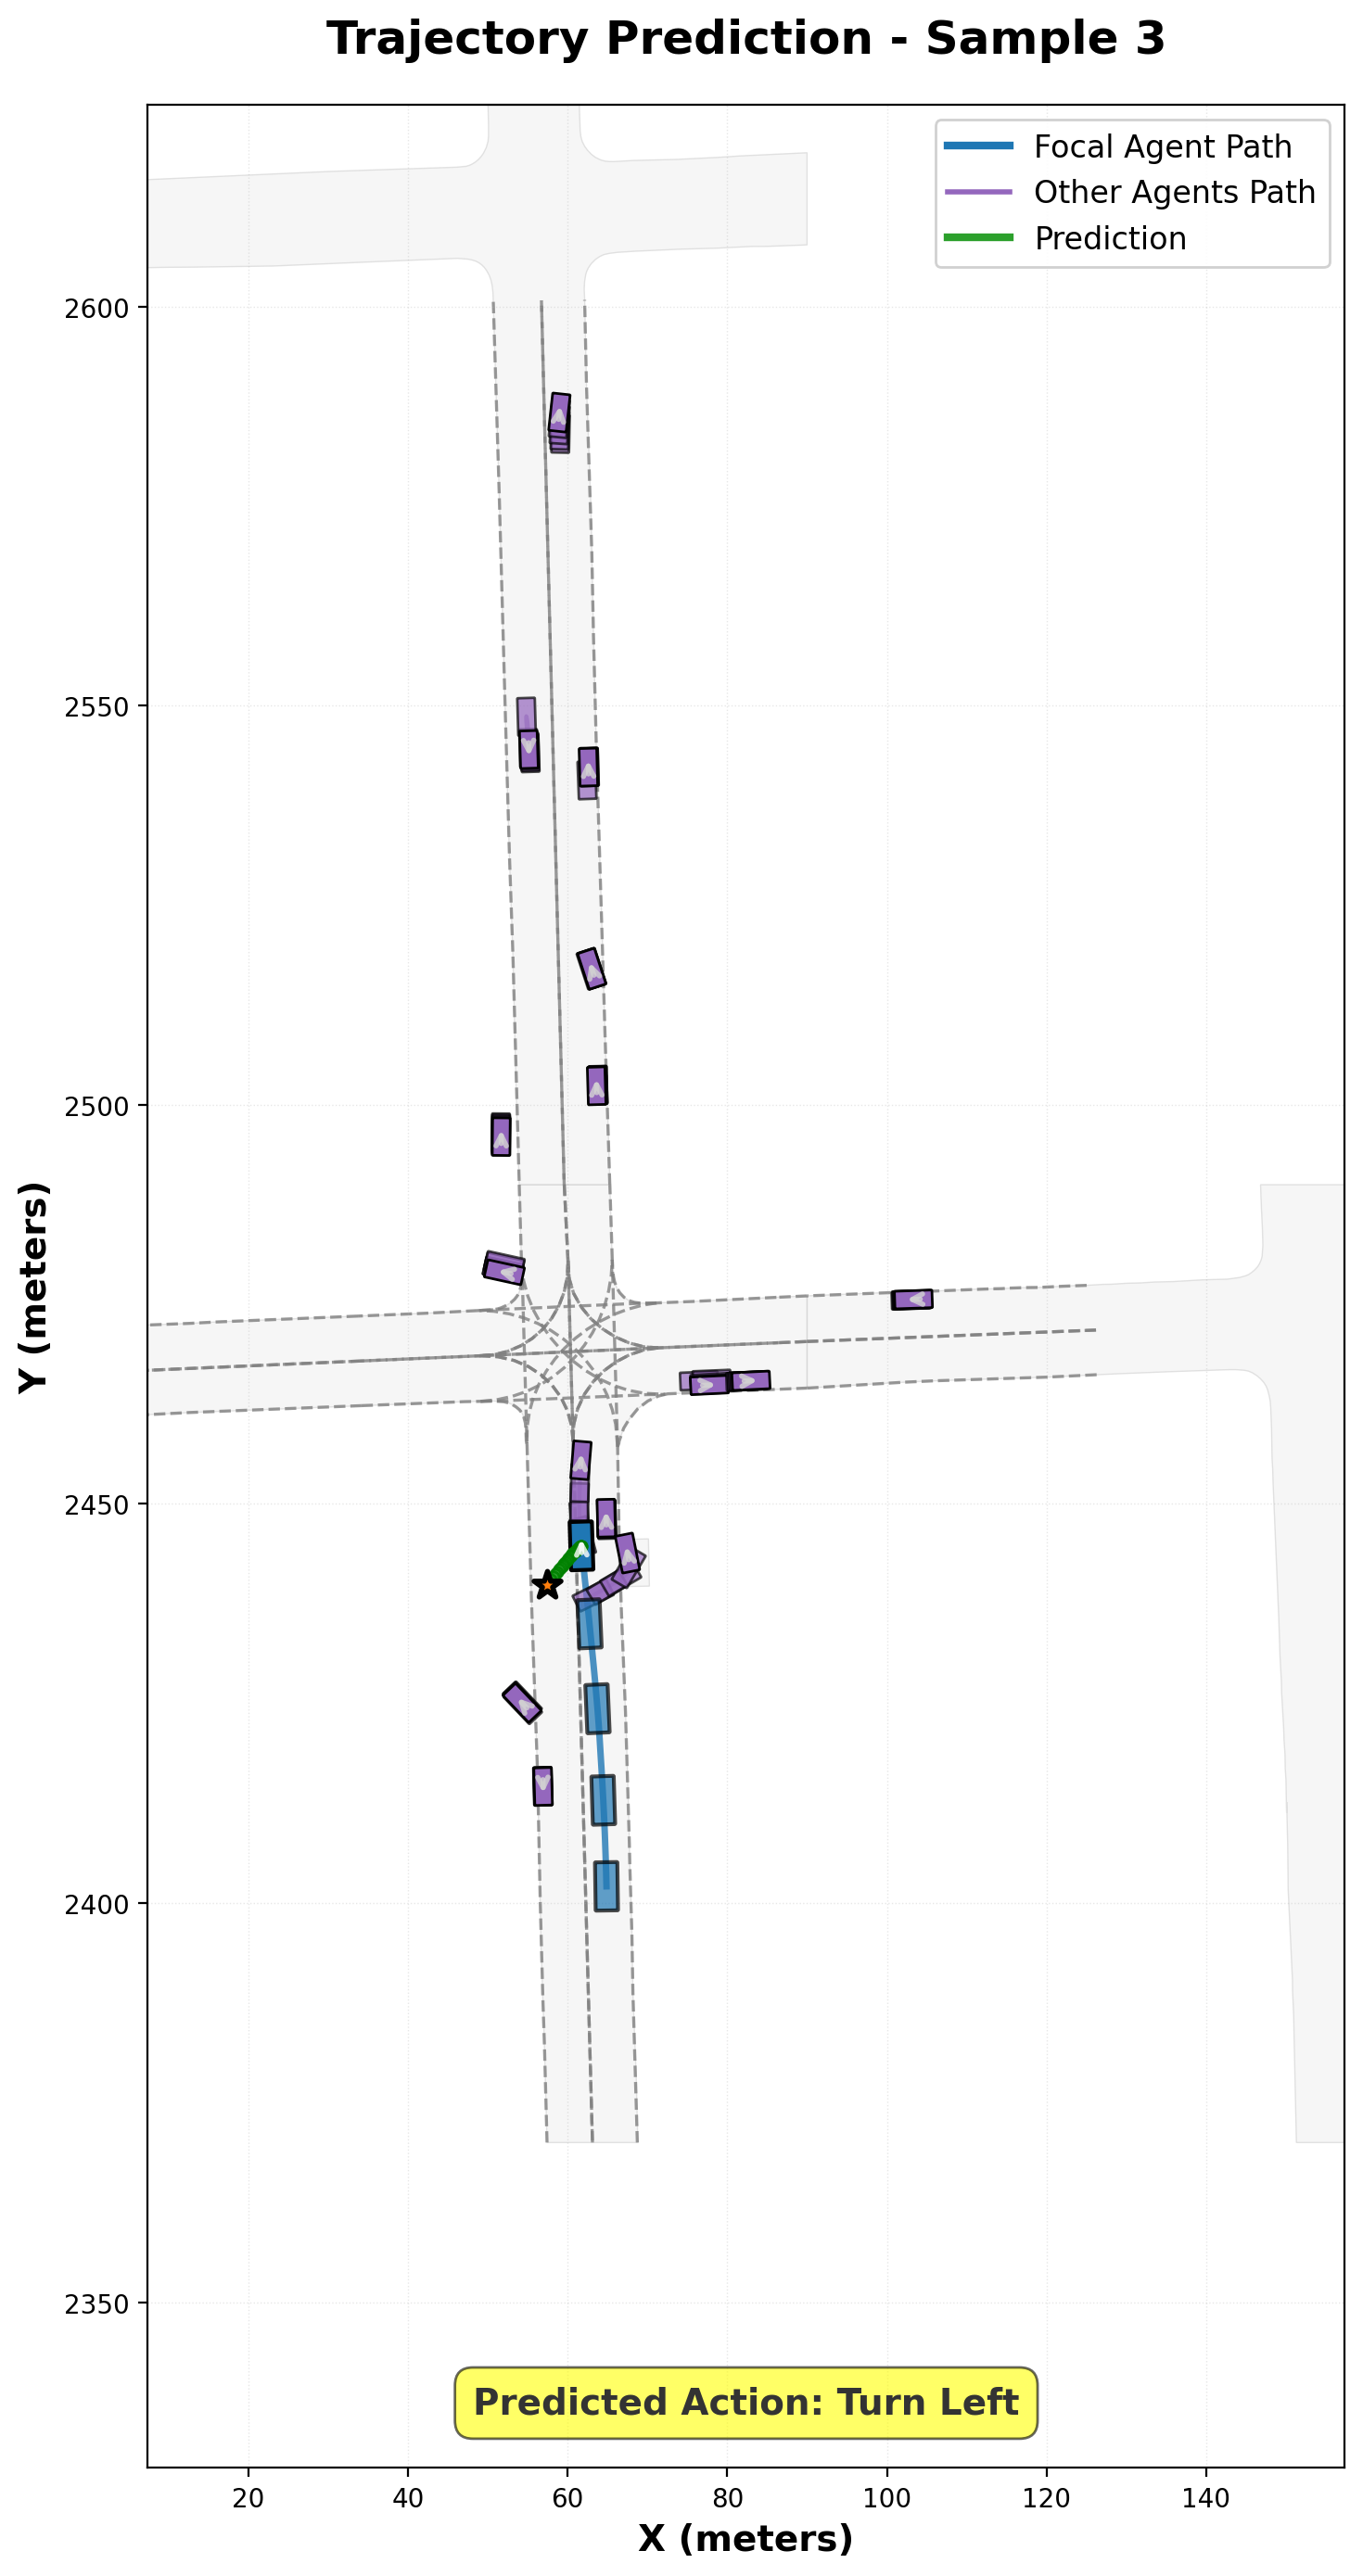 Trajectory Prediction - Sample 3
Focal Agent Path
Other Agents Path
Prediction
2600
2550
2500
2450
2400
2350
Y (meters)
Predicted Action: Turn Left
20 40 60 80 100 120 140
X (meters)